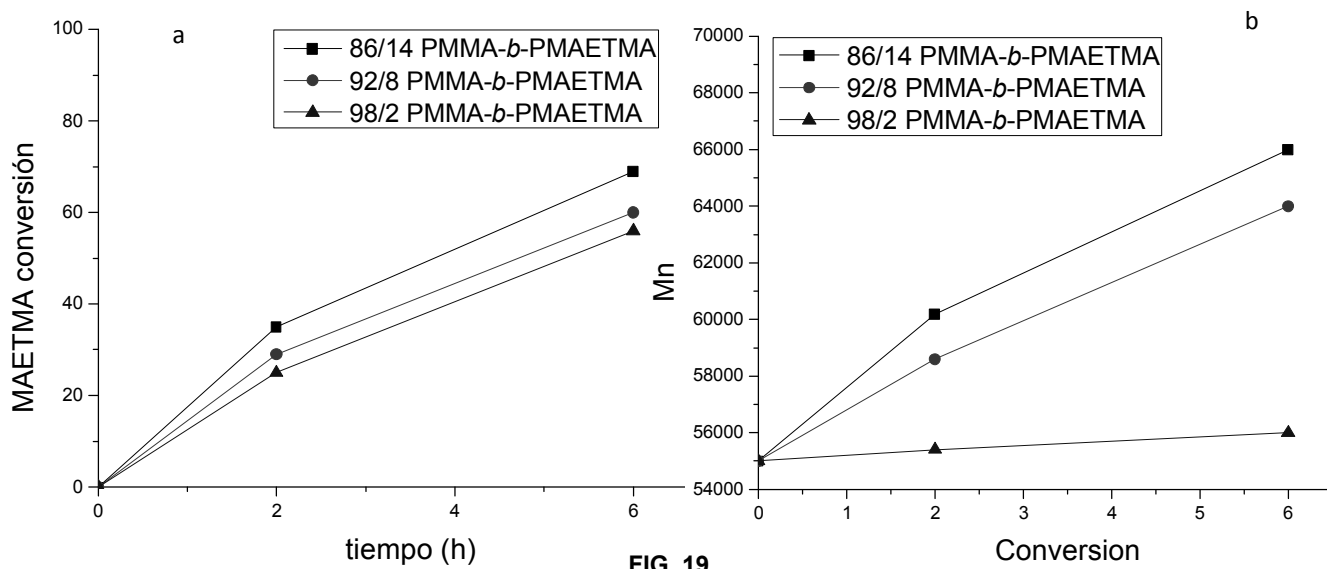 a
86/14 PMMA-b-PMAETMA
92/8 PMMA-b-PMAETMA
98/2 PMMA-b-PMAETMA
100
80
60
40
20
0
MAETMA conversión
0
2
4
6
tiempo (h)
b
86/14 PMMA-b-PMAETMA
92/8 PMMA-b-PMAETMA
98/2 PMMA-b-PMAETMA
70000
68000
66000
64000
62000
60000
58000
56000
54000
Mn
0
1
2
3
4
5
6
Conversion
FIG. 19